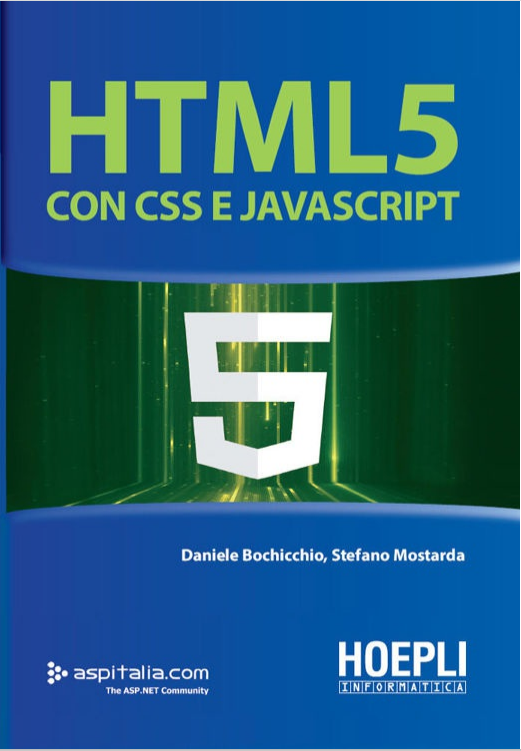 HTML5
CON CSS E JAVASCRIPT
5
Daniele Bochicchio, Stefano Mostarda
aspitalia.com
The ASP.NET Community
HOEPLI
INFORMATICA